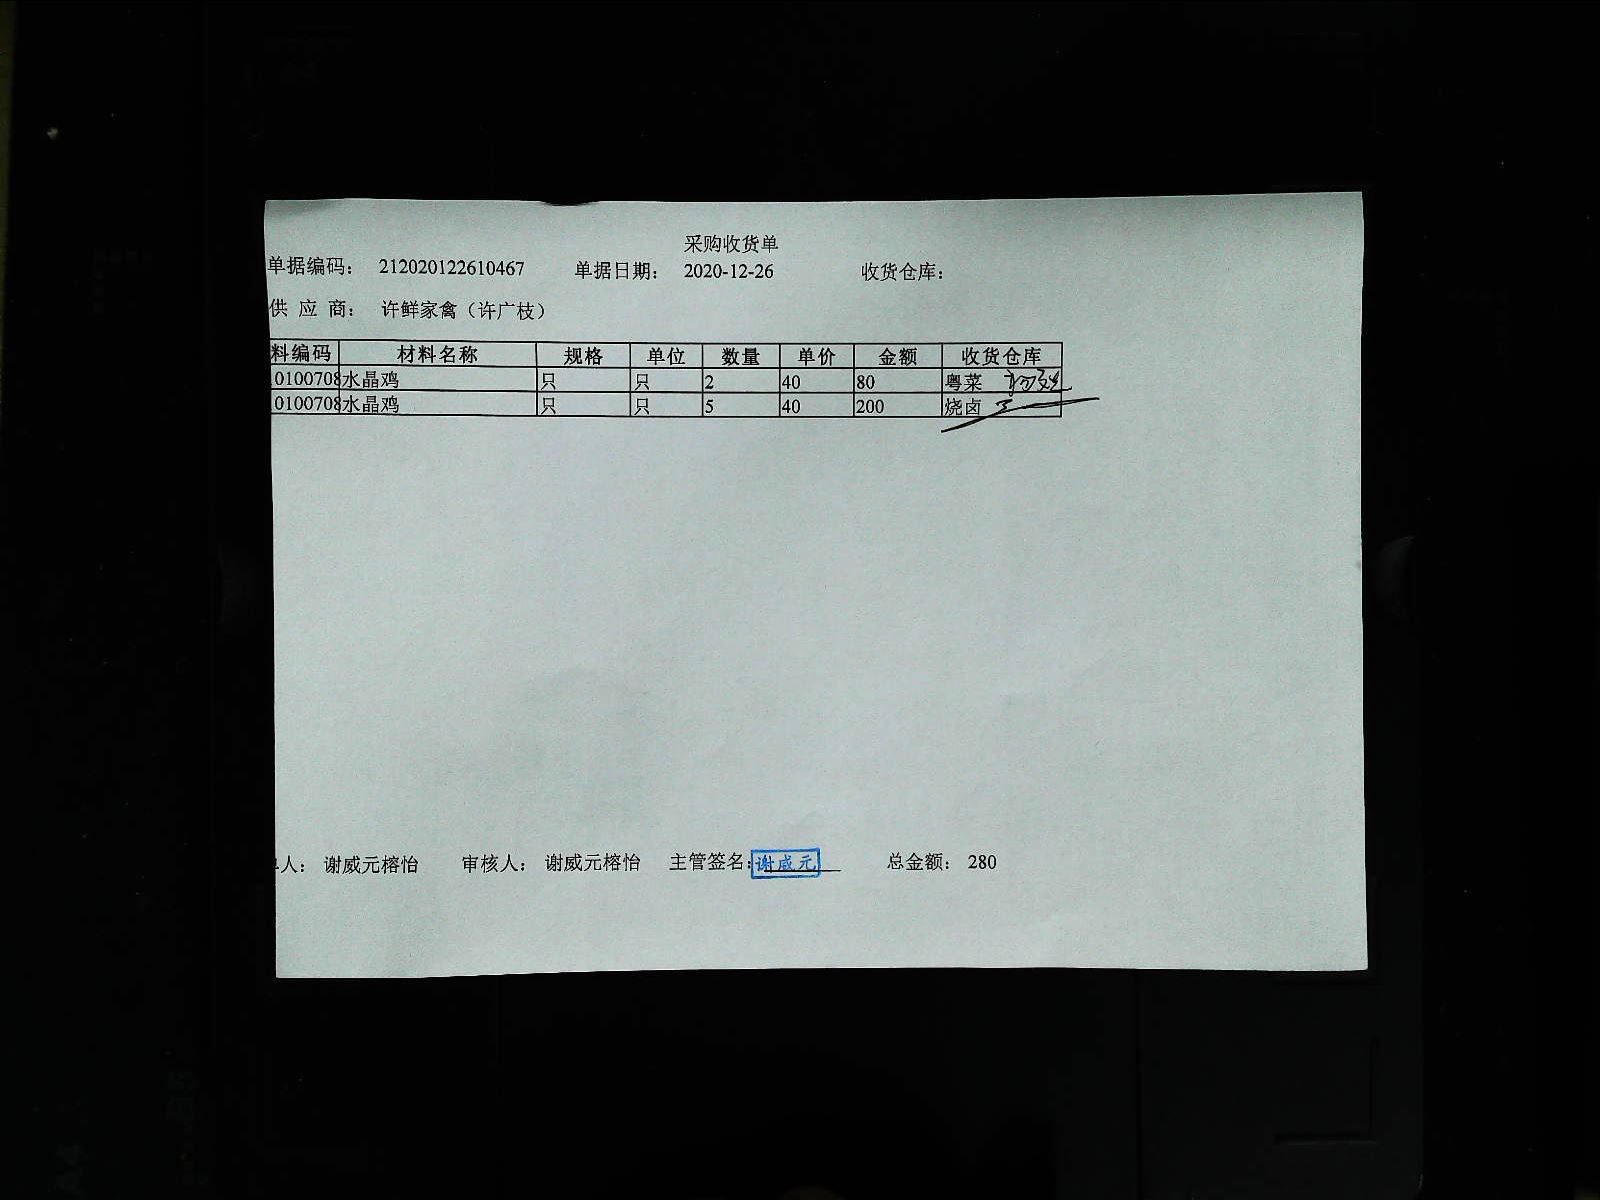 采购收货单
单据编码： 212020122610467 单据日期： 2020-12-26 收货仓库：
供 应 商： 许鲜家禽（许广枝）
料编码 材料名称 规格 单位 数量 单价 金额 收货仓库
0100708 水晶鸡 只 只 2 40 80 粤菜
0100708 水晶鸡 只 只 5 40 200 烧卤
人： 谢威元榕怡 审核人： 谢威元榕怡 主管签名： 谢威元 总金额： 280